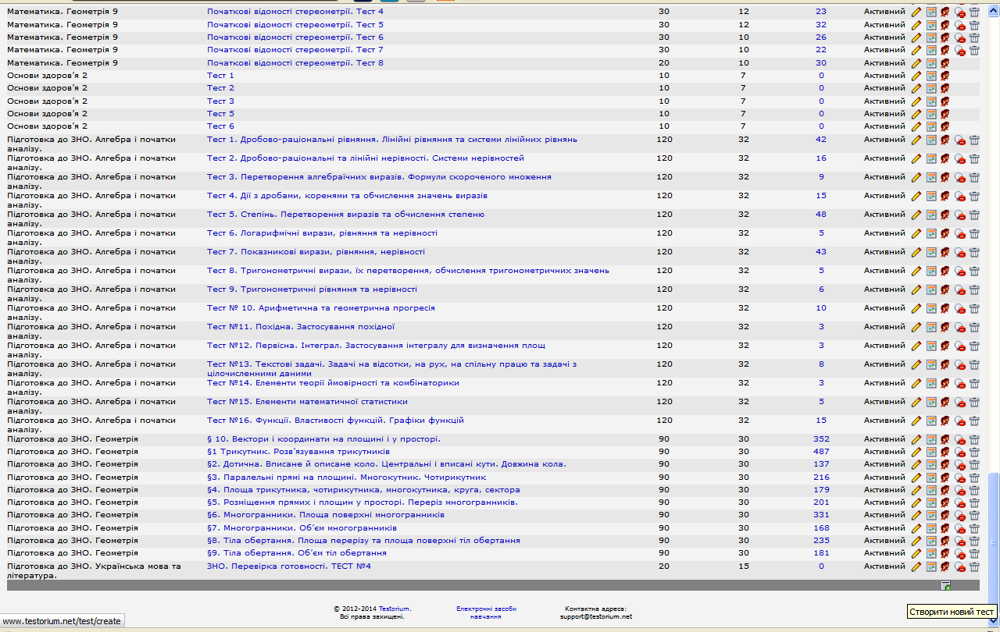 Математика. Геометрія 9 Початкові відомості стереометрії. Тест 4 30 12 23 Активний
Математика. Геометрія 9 Початкові відомості стереометрії. Тест 5 30 12 32 Активний
Математика. Геометрія 9 Початкові відомості стереометрії. Тест 6 30 10 26 Активний
Математика. Геометрія 9 Початкові відомості стереометрії. Тест 7 30 10 22 Активний
Математика. Геометрія 9 Початкові відомості стереометрії. Тест 8 20 10 30 Активний
Основи здоров’я 2 Тест 1 10 7 0 Активний
Основи здоров’я 2 Тест 2 10 7 0 Активний
Основи здоров’я 2 Тест 3 10 7 0 Активний
Основи здоров’я 2 Тест 5 10 7 0 Активний
Основи здоров’я 2 Тест 6 10 7 0 Активний
Підготовка до ЗНО. Алгебра і початки Тест 1. Дробово-раціональні рівняння. Лінійні рівняння та системи лінійних рівнянь 120 32 42 Активний
аналізу.
Підготовка до ЗНО. Алгебра і початки Тест 2. Дробово-раціональні та лінійні нерівності. Системи нерівностей 120 32 16 Активний
аналізу.
Підготовка до ЗНО. Алгебра і початки Тест 3. Перетворення алгебраїчних виразів. Формули скороченого множення 120 32 9 Активний
аналізу.
Підготовка до ЗНО. Алгебра і початки Тест 4. Дії з дробами, коренями та обчислення значень виразів 120 32 15 Активний
аналізу.
Підготовка до ЗНО. Алгебра і початки Тест 5. Степінь. Перетворення виразів та обчислення степеню 120 32 48 Активний
аналізу.
Підготовка до ЗНО. Алгебра і початки Тест 6. Логарифмічні вирази, рівняння та нерівності 120 32 5 Активний
аналізу.
Підготовка до ЗНО. Алгебра і початки Тест 7. Показникові вирази, рівняння, нерівності 120 32 43 Активний
аналізу.
Підготовка до ЗНО. Алгебра і початки Тест 8. Тригонометричні вирази, їх перетворення, обчислення тригонометричних значень 120 32 5 Активний
аналізу.
Підготовка до ЗНО. Алгебра і початки Тест 9. Тригонометричні рівняння та нерівності 120 32 6 Активний
аналізу.
Підготовка до ЗНО. Алгебра і початки Тест № 10. Арифметична та геометрична прогресія 120 32 10 Активний
аналізу.
Підготовка до ЗНО. Алгебра і початки Тест №11. Похідна. Застосування похідної 120 32 3 Активний
аналізу.
Підготовка до ЗНО. Алгебра і початки Тест №12. Первісна. Інтеграл. Застосування інтегралу для визначення площ 120 32 3 Активний
аналізу.
Підготовка до ЗНО. Алгебра і початки Тест №13. Текстові задачі. Задачі на відсотки, на рух, на спільну працю та задачі з 120 32 8 Активний
аналізу. цілочисленними даними
Підготовка до ЗНО. Алгебра і початки Тест №14. Елементи теорії ймовірності та комбінаторики 120 32 3 Активний
аналізу.
Підготовка до ЗНО. Алгебра і початки Тест №15. Елементи математичної статистики 120 32 5 Активний
аналізу.
Підготовка до ЗНО. Алгебра і початки Тест №16. Функції. Властивості функцій. Графіки функцій 120 32 15 Активний
аналізу.
Підготовка до ЗНО. Геометрія § 10. Вектори і координати на площині і у просторі. 90 30 352 Активний
Підготовка до ЗНО. Геометрія §1 Трикутник. Розв’язування трикутників 90 30 487 Активний
Підготовка до ЗНО. Геометрія §2. Дотична. Вписане й описане коло. Центральні і вписані кути. Довжина кола. 90 30 137 Активний
Підготовка до ЗНО. Геометрія §3. Паралельні прямі на площині. Многокутник. Чотирикутник 90 30 216 Активний
Підготовка до ЗНО. Геометрія §4. Площа трикутника, чотирикутника, многокутника, круга, сектора 90 30 179 Активний
Підготовка до ЗНО. Геометрія §5. Розміщення прямих і площин у просторі. Переріз многогранників. 90 30 201 Активний
Підготовка до ЗНО. Геометрія §6. Многогранники. Площа поверхні многогранників 90 30 331 Активний
Підготовка до ЗНО. Геометрія §7. Многогранники. Об’єм многогранників 90 30 168 Активний
Підготовка до ЗНО. Геометрія §8. Тіла обертання. Площа перерізу та площа поверхні тіл обертання 90 30 235 Активний
Підготовка до ЗНО. Геометрія §9. Тіла обертання. Об’єм тіл обертання 90 30 181 Активний
Підготовка до ЗНО. Українська мова та ЗНО. Перевірка готовності. ТЕСТ №4 20 15 0 Активний
література.
© 2012-2014 Testorium. Електронні засоби Контактна адреса:
Всі права захищені. навчання support@testorium.net
Створити новий тест
www.testorium.net/test/create